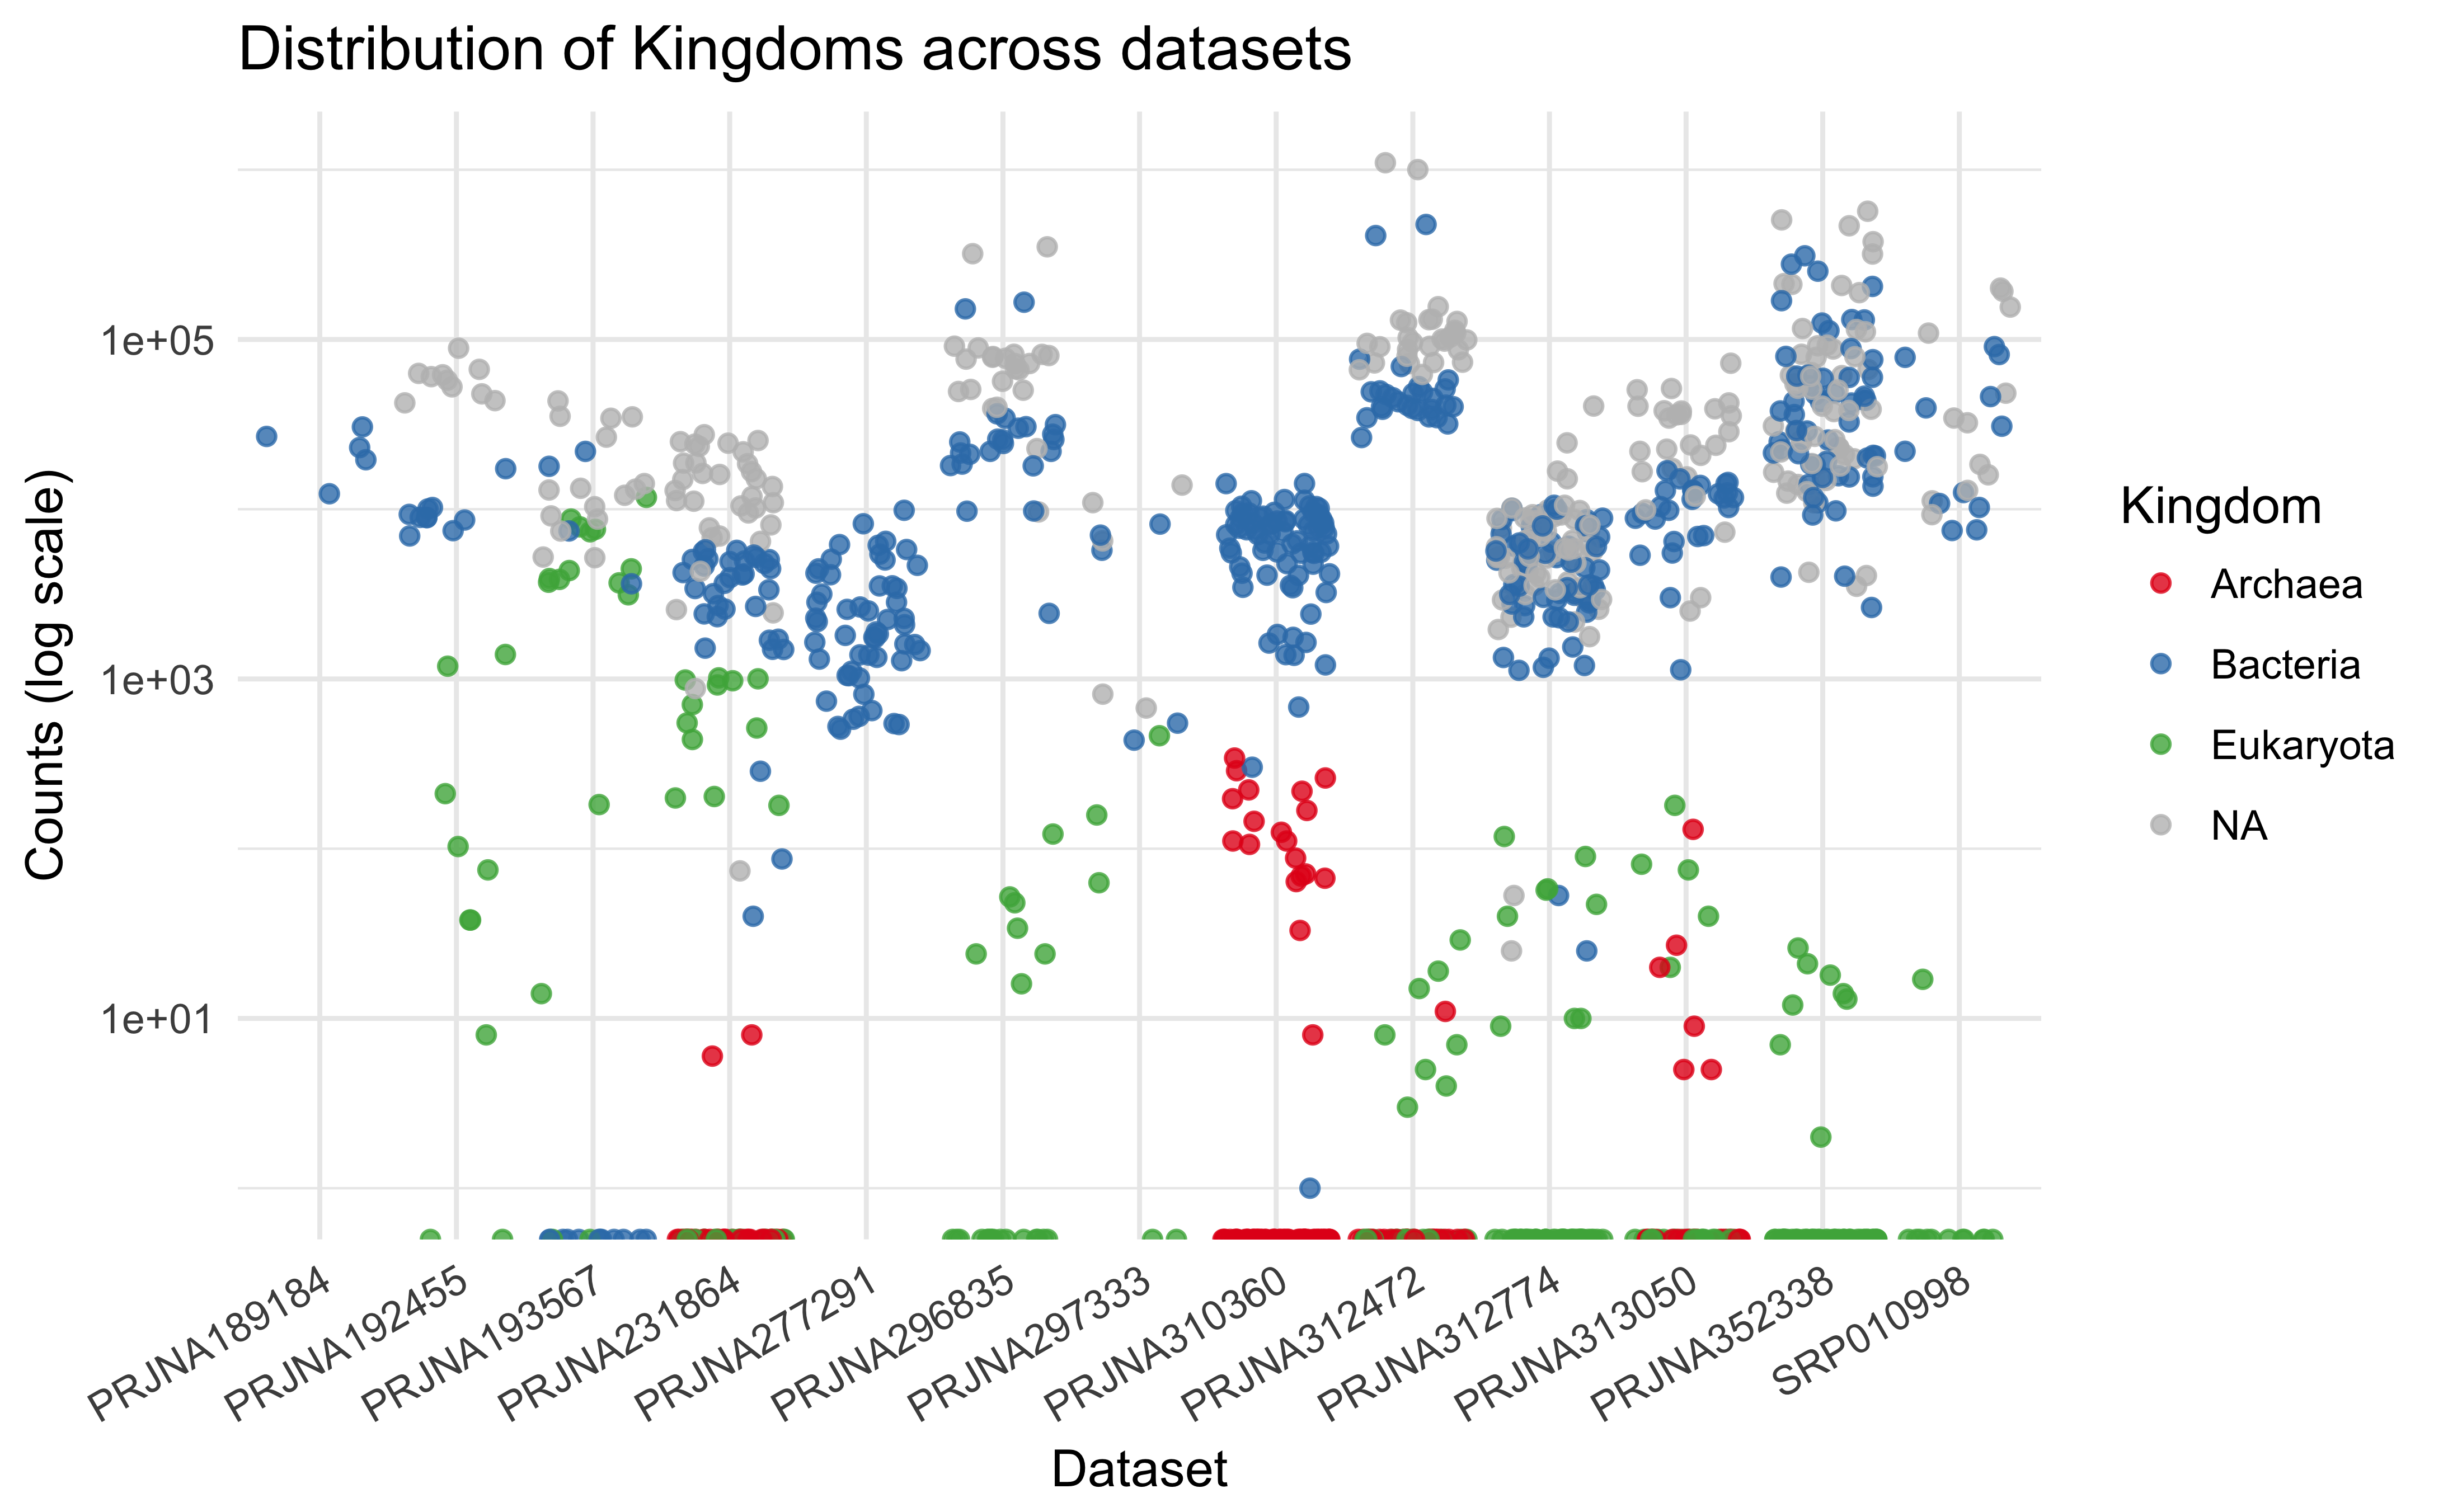 Distribution of Kingdoms across datasets
Counts (log scale)
1e+05
1e+03
1e+01
PRJNA189184
PRJNA192455
PRJNA193567
PRJNA231864
PRJNA277291
PRJNA296835
PRJNA297333
PRJNA310360
PRJNA312472
PRJNA312774
PRJNA313050
PRJNA352338
SRP010998
Dataset
Kingdom
Archaea
Bacteria
Eukaryota
NA